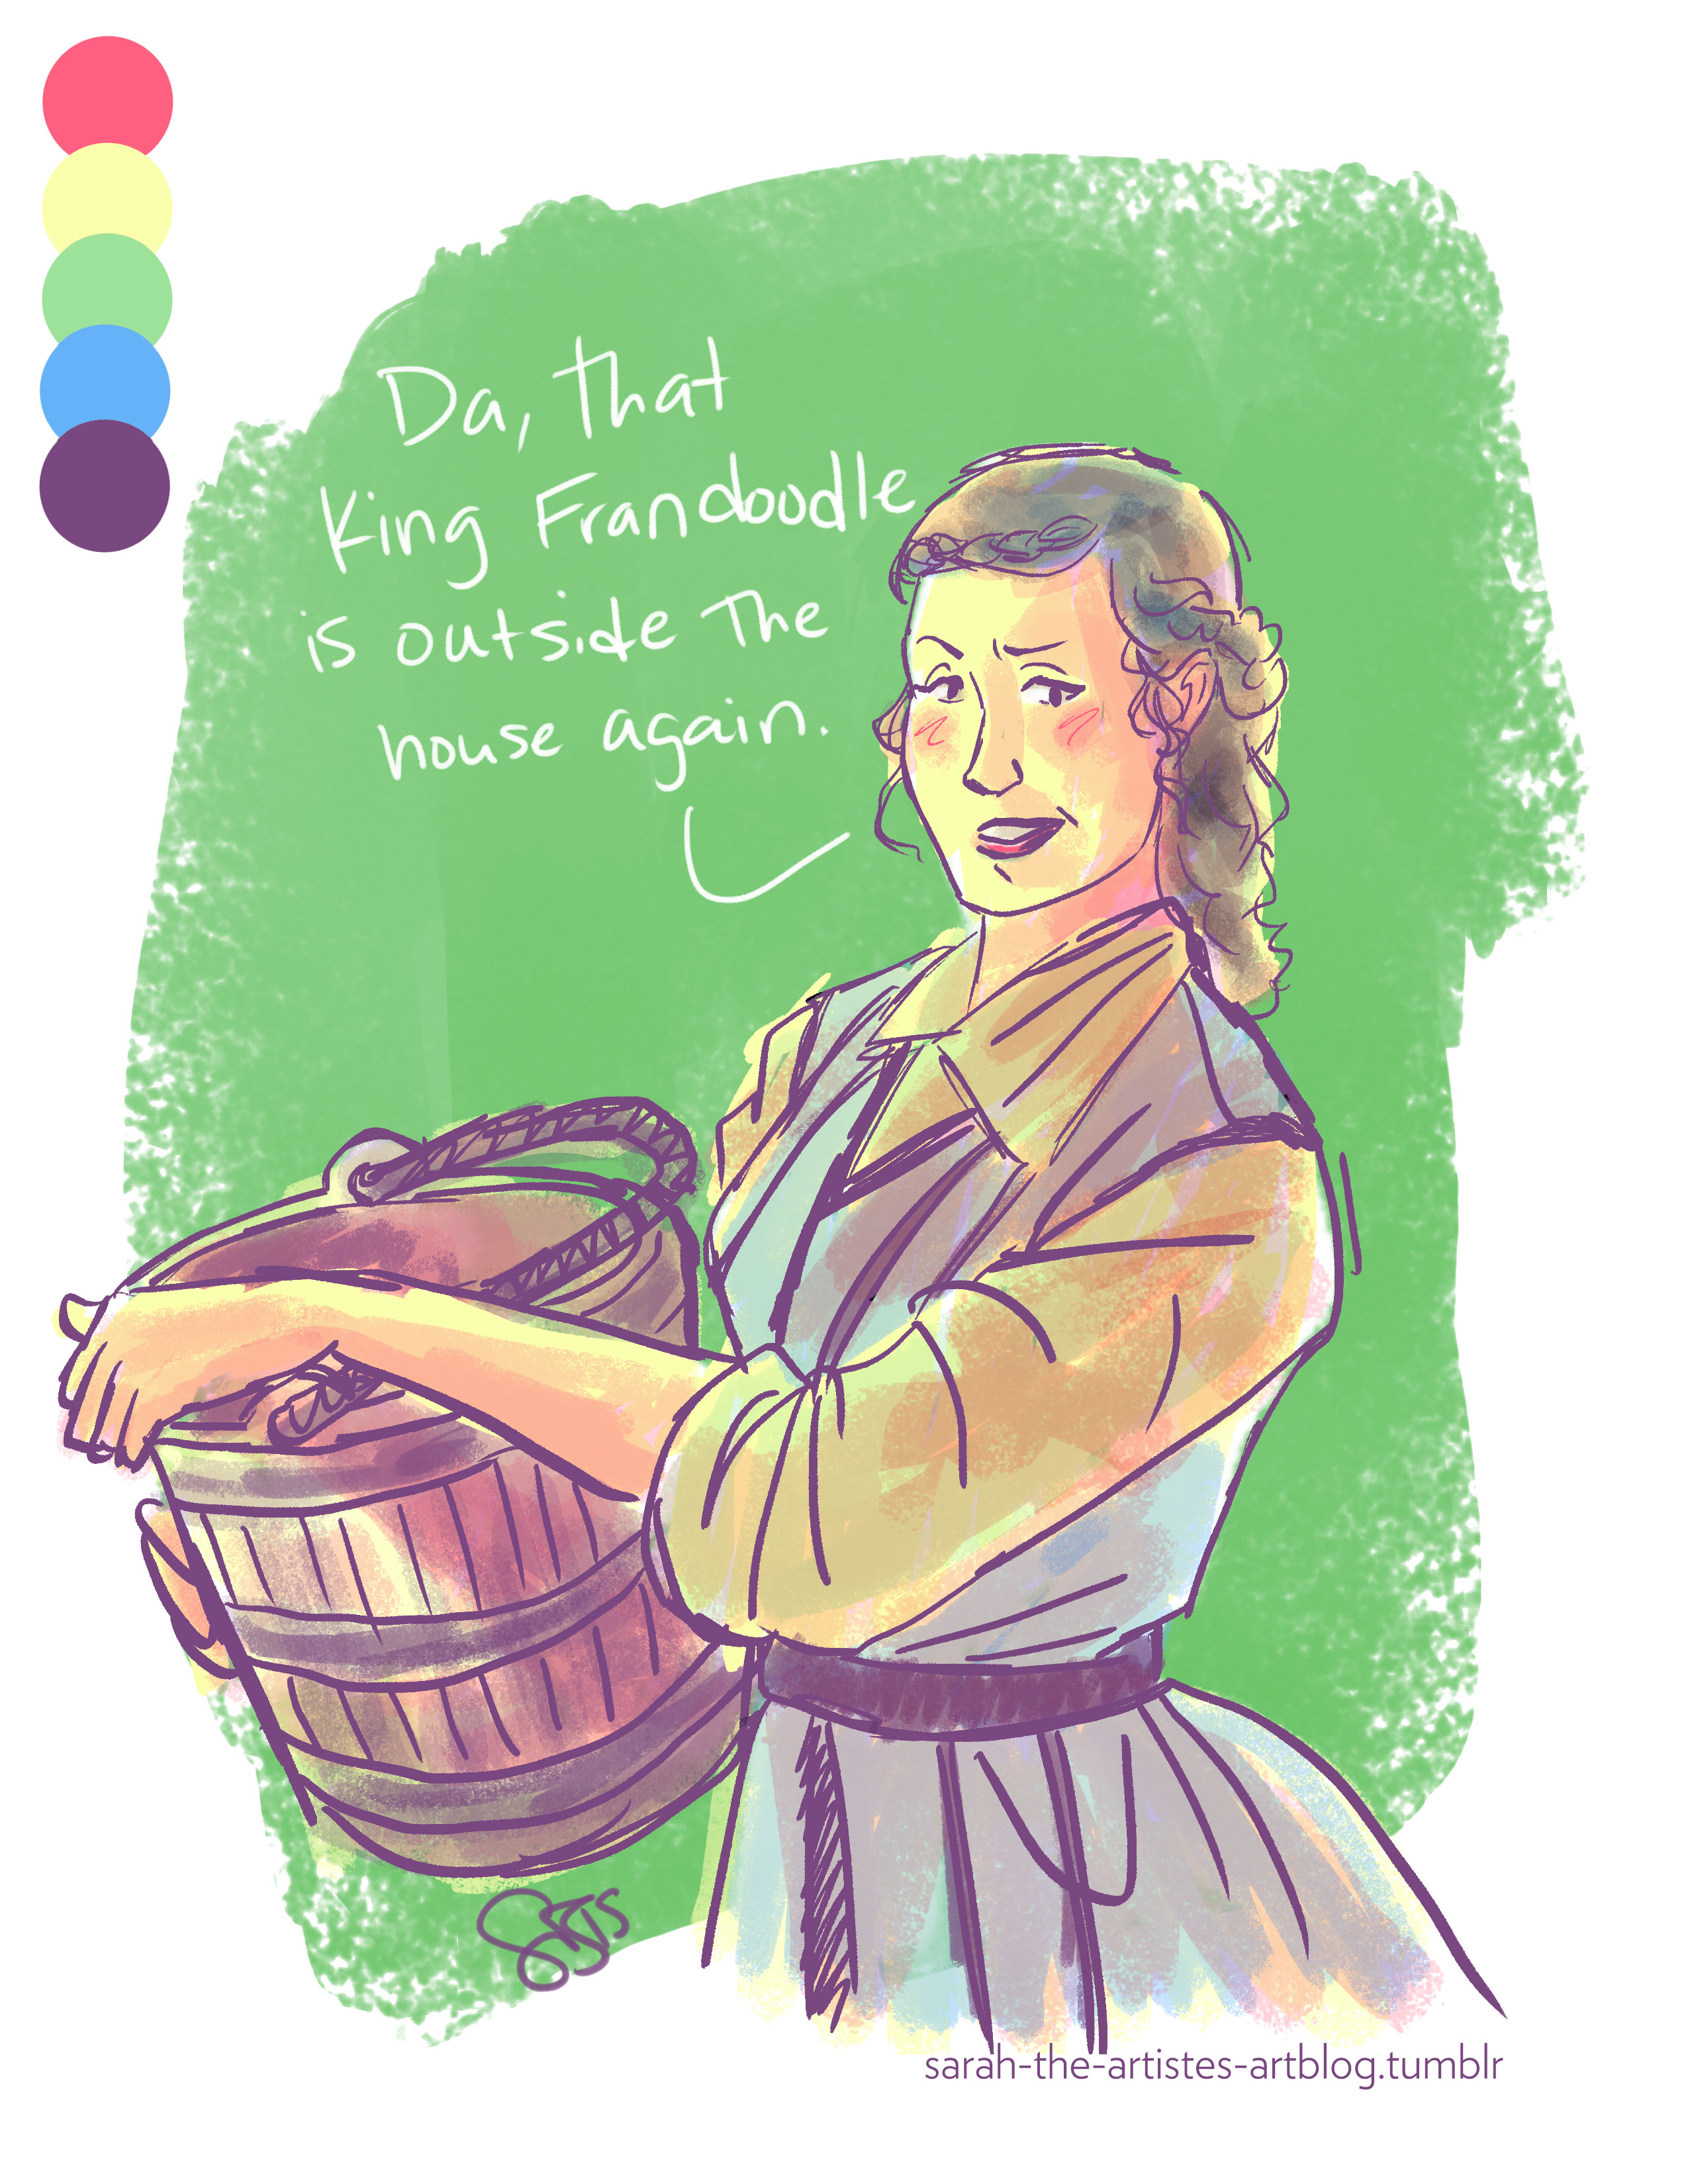 Da, that
King Frandoodle
is outside the
house again.
sarah-the-artistes-artblog.tumblr